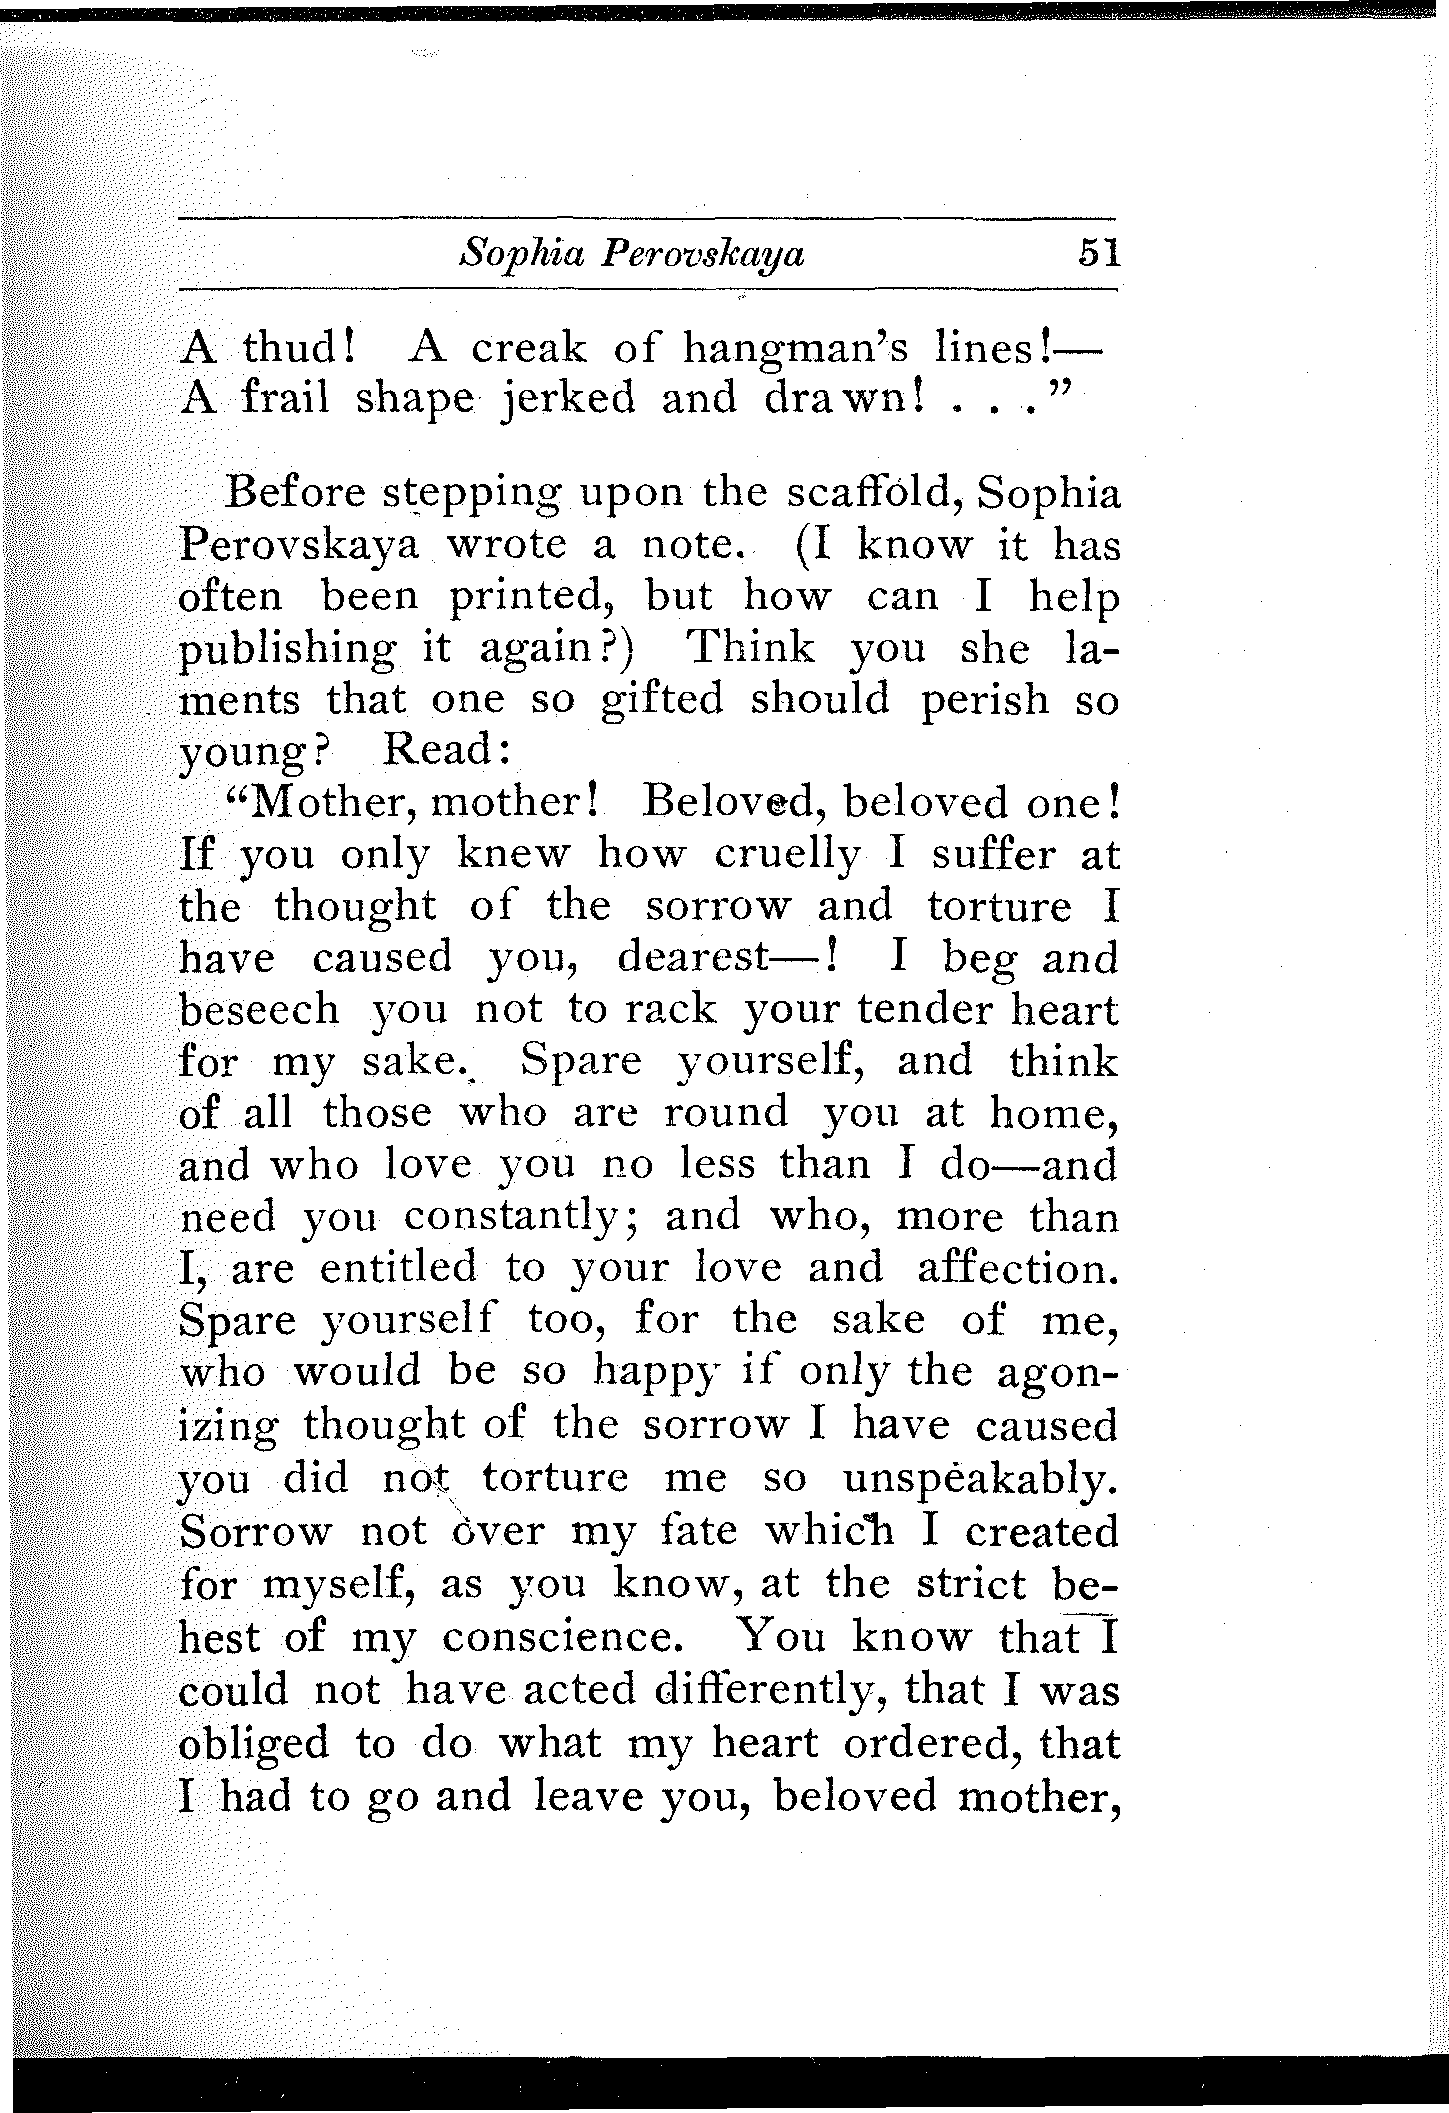 Sophia Perovskaya 51
A thud! A creak of hangman's lines!—
A frail shape jerked and drawn! . . ."
Before stepping upon the scaffold, Sophia
Perovskaya wrote a note. (I know it has
often been printed, but how can I help
publishing it again?) Think you she la-
ments that one so gifted should perish so
young? Read:
"Mother, mother! Beloved, beloved one!
If you only knew how cruelly I suffer at
the thought of the sorrow and torture I
have caused you, dearest—! I beg and
beseech you not to rack your tender heart
for my sake. Spare yourself, and think
of all those who are round you at home,
and who love you no less than I do—and
need you constantly; and who, more than
I, are entitled to your love and affection.
Spare yourself too, for the sake of me,
who would be so happy if only the agon-
izing thought of the sorrow I have caused
you did not torture me so unspeakably.
Sorrow not over my fate which I created
for myself, as you know, at the strict be-
hest of my conscience. You know that I
could not have acted differently, that I was
obliged to do what my heart ordered, that
I had to go and leave you, beloved mother,